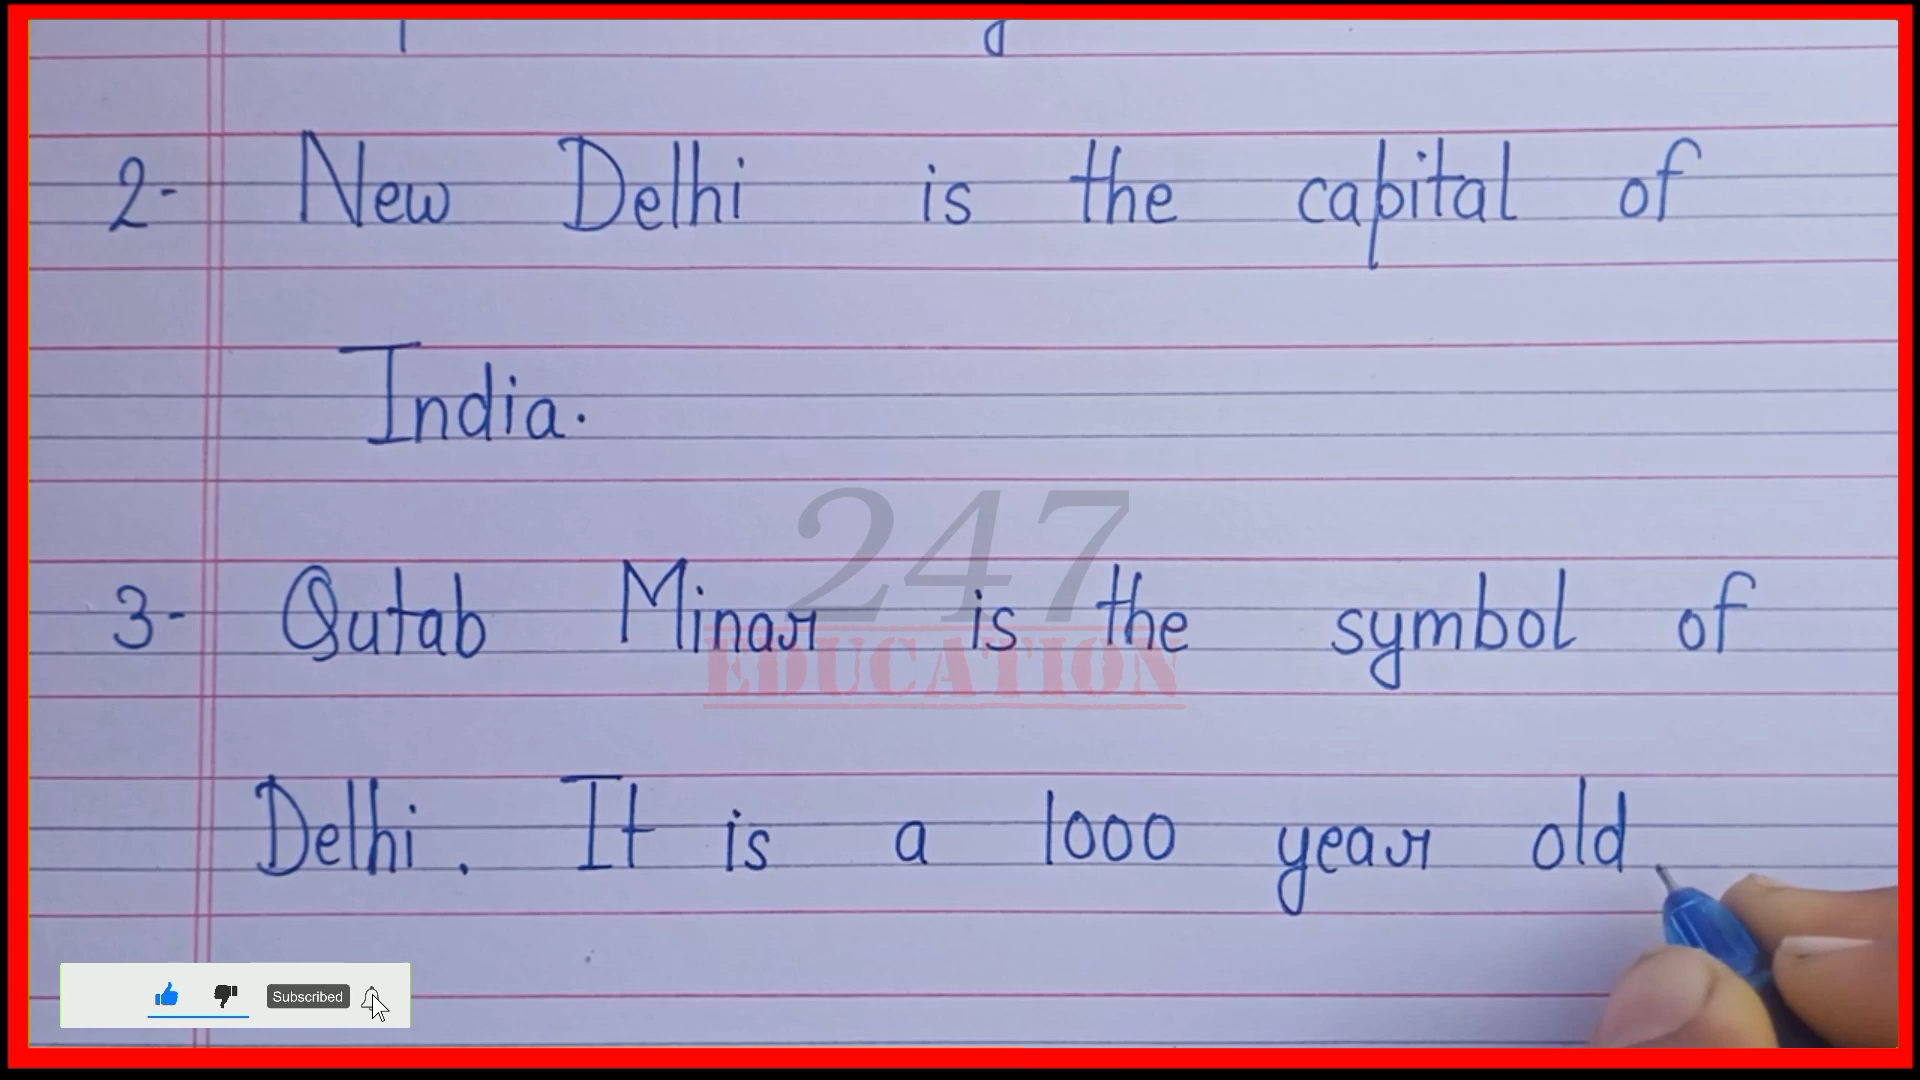 2- New Delhi is the capital of
India.
3- Qutab Minar is the symbol of
Delhi. It is a 1000 year old
247
EDUCATION
Subscribed